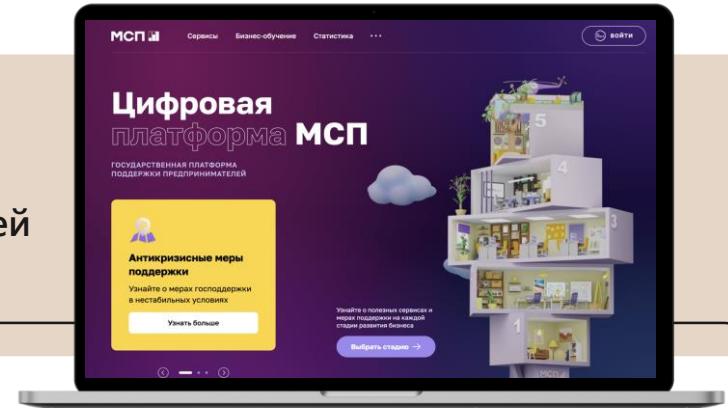 МСП
Сервисы Бизнес-обучение Статистика ...
войти
Цифровая
платформа МСП
ГОСУДАРСТВЕННАЯ ПЛАТФОРМА
ПОДДЕРЖКИ ПРЕДПРИНИМАТЕЛЕЙ
ей
Антикризисные меры
поддержки
Узнайте о мерах господдержки
в нестабильных условиях
Узнать больше
Узнайте о полезных сервисах и
мерах поддержки на каждой
стадии развития бизнеса
Выбрать стадию →
5
4
3
1
МСП